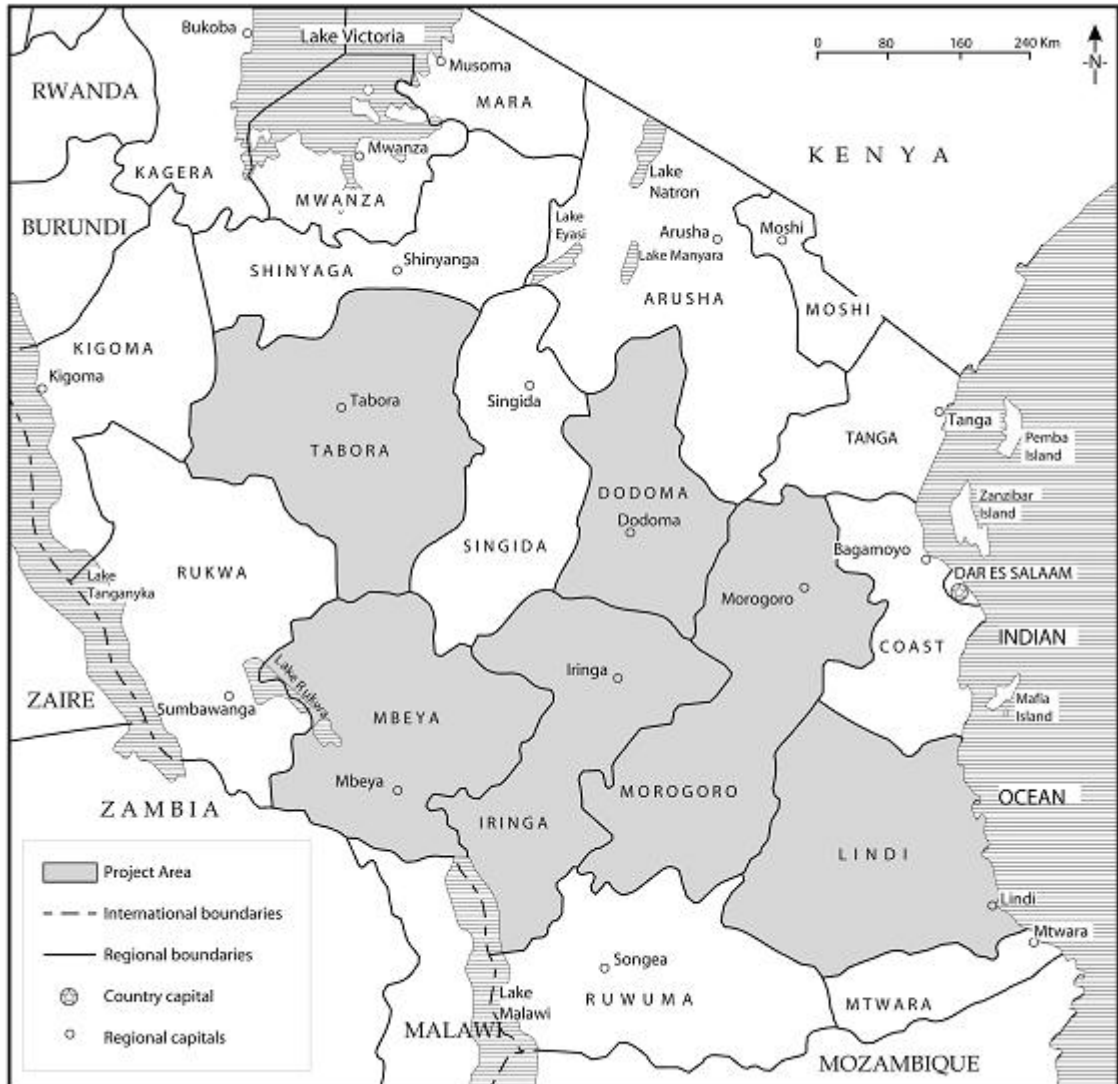 Bukoba
Lake Victoria
0 80 160 240 Km
-N-
Musoma
RWANDA
MARA
KENYA
Mwanza
KAGERA
Lake
Natron
MWANZA
BURUNDI
Lake
Eyasi
Arusha
Moshi
Lake Manyara
SHINYAGA
Shinyanga
ARUSHA
MOSHI
KIGOMA
Kigoma
Singida
Tabora
Tanga
TANGA
Pemba
Island
TABORA
DODOMA
Zanzibar
Island
Dodoma
SINGIDA
Bagamoyo
RUKWA
Lake
Tanganyika
DAR ES SALAAM
Morogoro
INDIAN
COAST
Iringa
Lake Rukwa
ZAIRE
Sumbawanga
MBEYA
Mafia
Island
Mbeya
MOROGORO
OCEAN
ZAMBIA
IRINGA
LINDI
Project Area
International boundaries
Lindi
Mtwara
Regional boundaries
Songea
Country capital
Lake
Malawi
RUWUMA
MTWARA
Regional capitals
MALAWI
MOZAMBIQUE